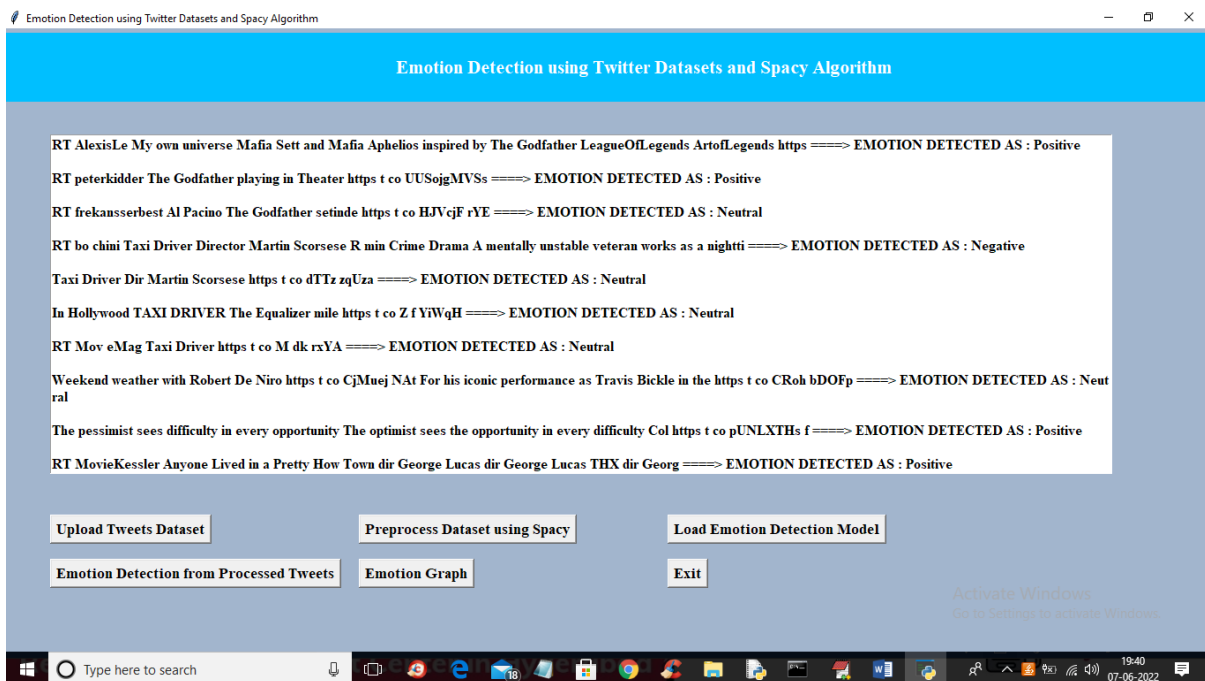 Emotion Detection using Twitter Datasets and Spacy Algorithm
Emotion Detection using Twitter Datasets and Spacy Algorithm
RT AlexisLe My own universe Mafia Sett and Mafia Aphelios inspired by The Godfather LeagueOfLegends ArtofLegends https ====> EMOTION DETECTED AS : Positive
RT peterkidder The Godfather playing in Theater https t co UUSojgMVSs ====> EMOTION DETECTED AS : Positive
RT frekansserbest Al Pacino The Godfather setinde https t co HJVcjF rYE ====> EMOTION DETECTED AS : Neutral
RT bo chini Taxi Driver Director Martin Scorsese R min Crime Drama A mentally unstable veteran works as a nightti ====> EMOTION DETECTED AS : Negative
Taxi Driver Dir Martin Scorsese https t co dTTz zqUza ====> EMOTION DETECTED AS : Neutral
In Hollywood TAXI DRIVER The Equalizer mile https t co Z f YiWqH ====> EMOTION DETECTED AS : Neutral
RT Mov eMag Taxi Driver https t co M dk rxYA ====> EMOTION DETECTED AS : Neutral
Weekend weather with Robert De Niro https t co CjMuej NAt For his iconic performance as Travis Bickle in the https t co CRoh bDOFp ====> EMOTION DETECTED AS : Neut
ral
The pessimist sees difficulty in every opportunity The optimist sees the opportunity in every difficulty Col https t co pUNLXTHs f ====> EMOTION DETECTED AS : Positive
RT MovieKessler Anyone Lived in a Pretty How Town dir George Lucas dir George Lucas THX dir Georg ====> EMOTION DETECTED AS : Positive
Upload Tweets Dataset
Preprocess Dataset using Spacy
Load Emotion Detection Model
Emotion Detection from Processed Tweets
Emotion Graph
Exit
Activate Windows
Go to Settings to activate Windows.
Type here to search
18
19:40
07-06-2022